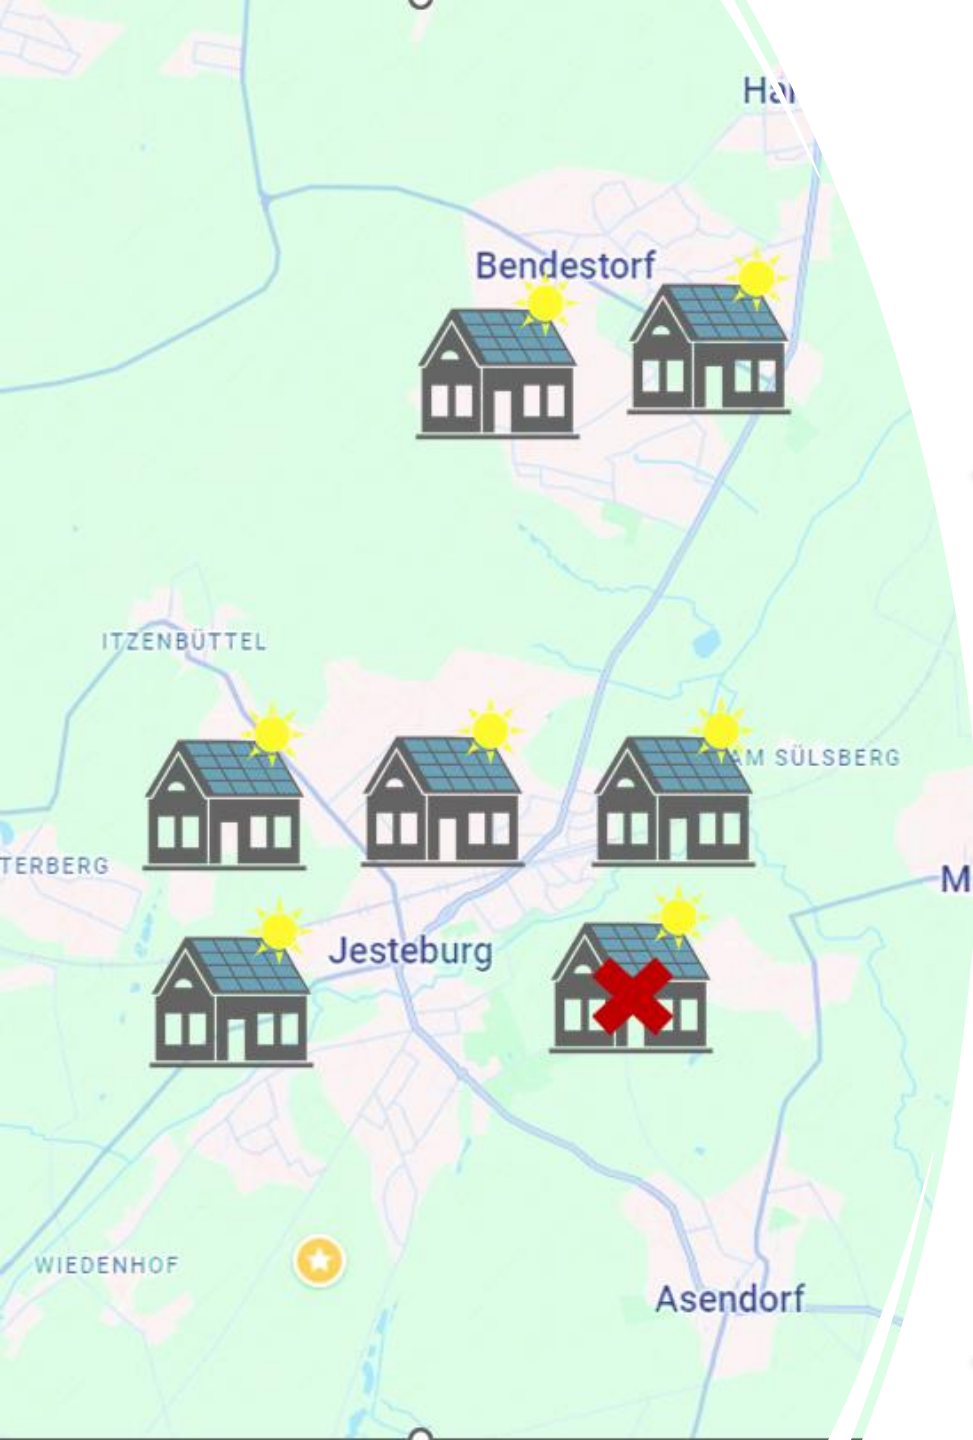 Bendestorf
ITZENBÜTTEL
AM SÜLSBERG
TERBERG
Jesteburg
WIEDENHOF
Asendorf